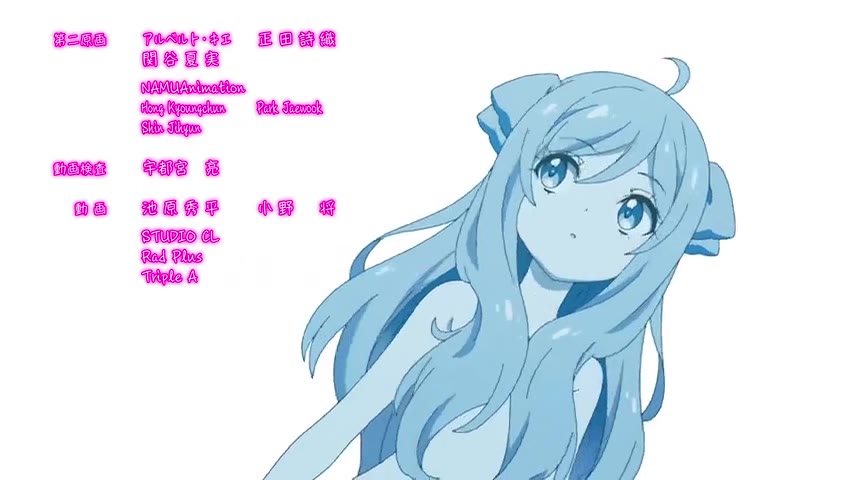 第二原画 アルベルト・キエ 正田詩織
関谷夏実
NAMUAnimation
Hong Kyoungchun Park Jaewook
Shin Jihyun
動画検査 宇都宮 亮
動画 池原秀平 小野 将
STUDIO CL
Rad Plus
Triple A